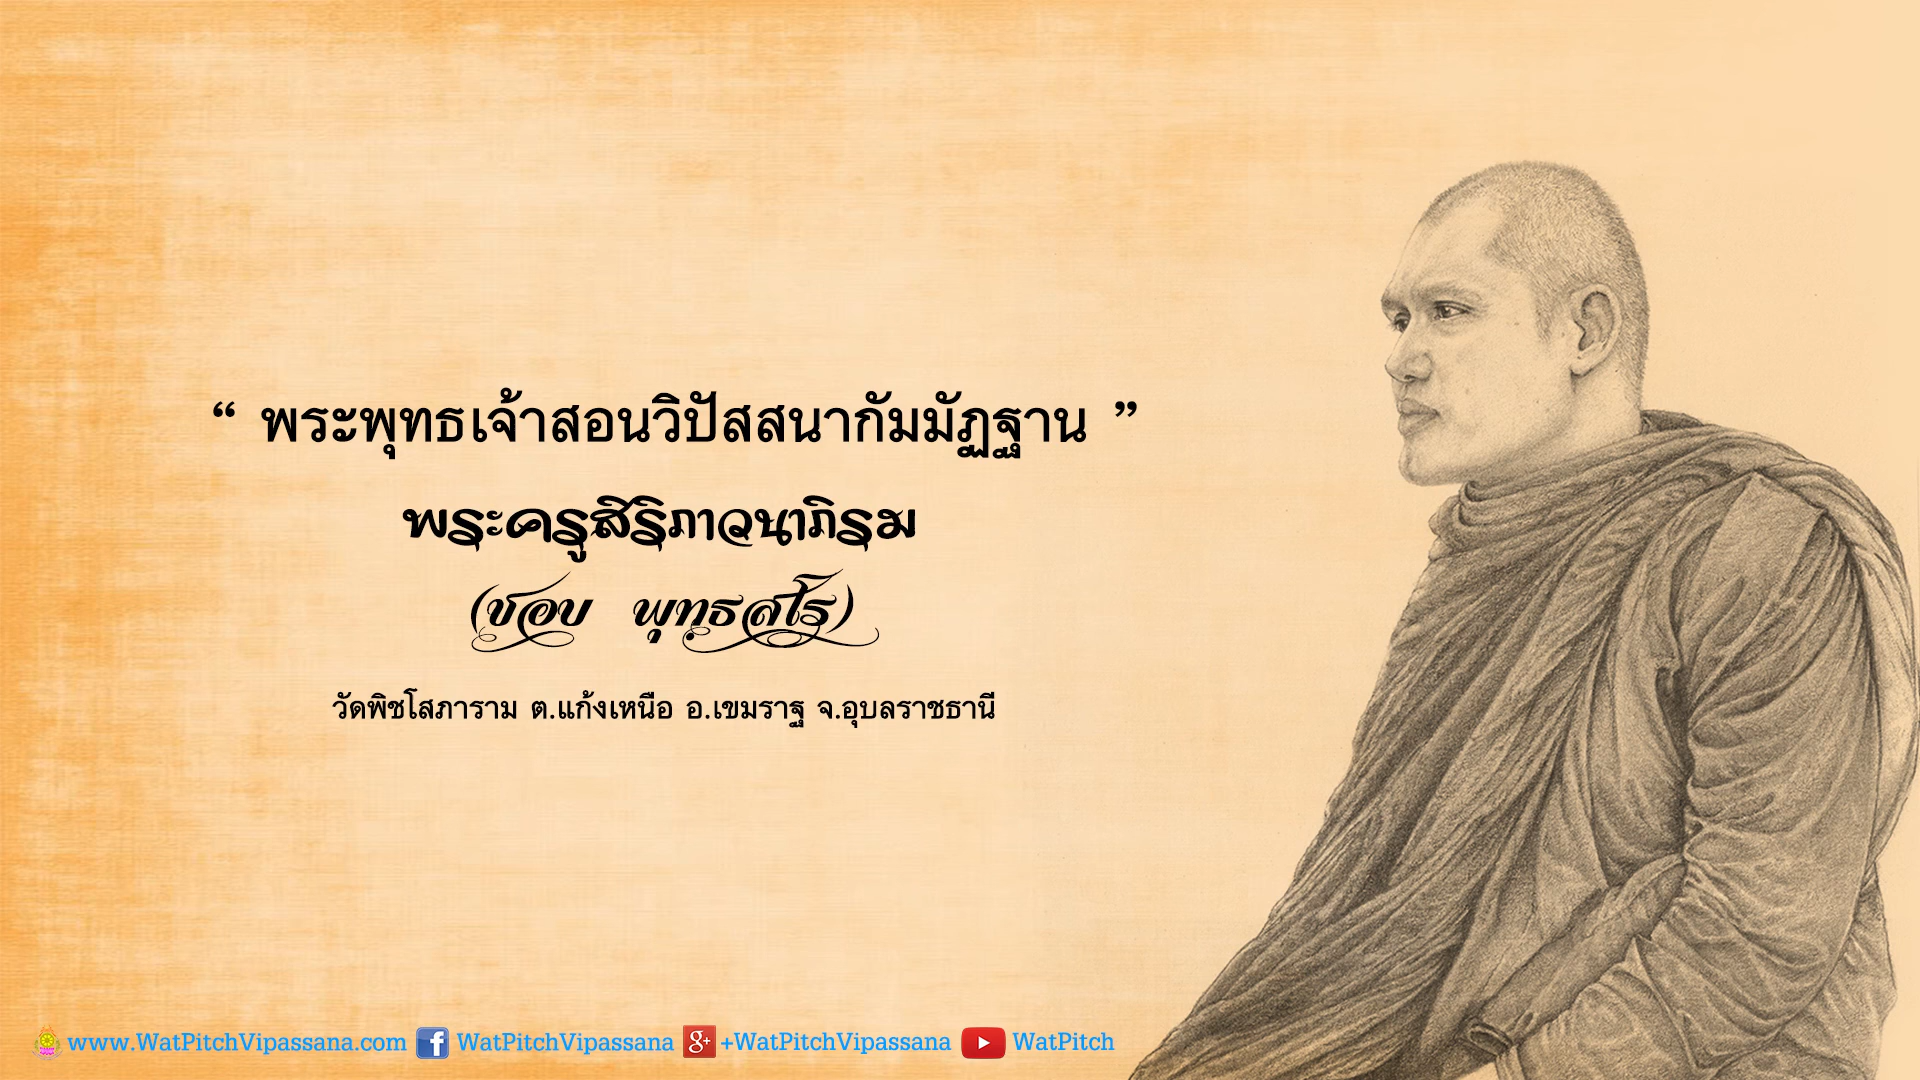 “ พระพุทธเจ้าสอนวิปัสสนากัมมัฏฐาน ”
พระครูสิริภาวนาภิรม
(ชอบ พุทฺธสโร)
วัดพิชโสภาราม ต.แก้งเหนือ อ.เขมราฐ จ.อุบลราชธานี
www.WatPitchVipassana.com WatPitchVipassana +WatPitchVipassana WatPitch